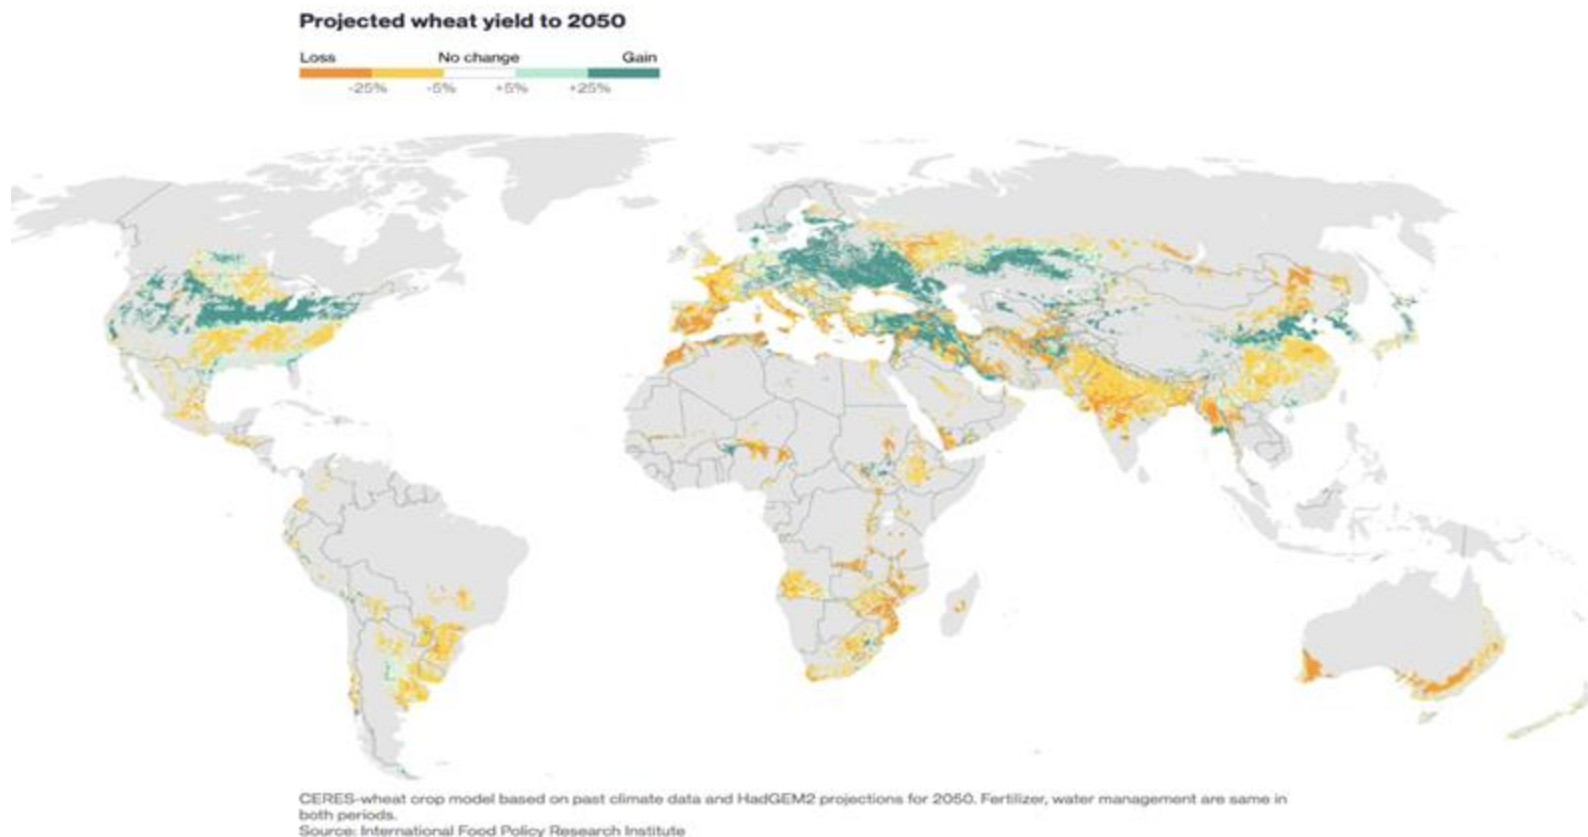 Projected wheat yield to 2050
Loss No change Gain
-25% -5% +5% +25%
CERES-wheat crop model based on past climate data and HadGEM2 projections for 2050. Fertilizer, water management are same in
both periods.
Source: International Food Policy Research Institute